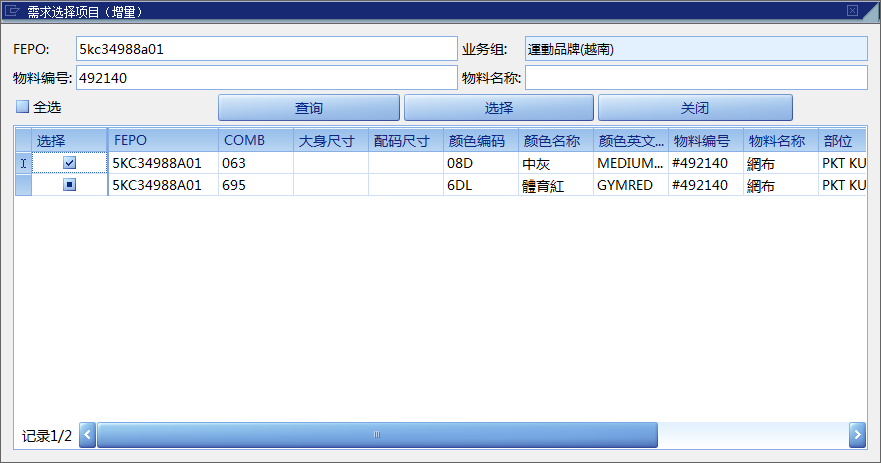 需求选择项目（增量）
FEPO: 5kc34988a01 业务组: 運動品牌(越南)
物料编号: 492140 物料名称:
全选 查询 选择 关闭
选择 FEPO COMB 大身尺寸 配码尺寸 颜色编码 颜色名称 颜色英文... 物料编号 物料名称 部位
5KC34988A01 063 08D 中灰 MEDIUM... #492140 網布 PKT KU
5KC34988A01 695 6DL 體育紅 GYMRED #492140 網布 PKT KU
记录1/2